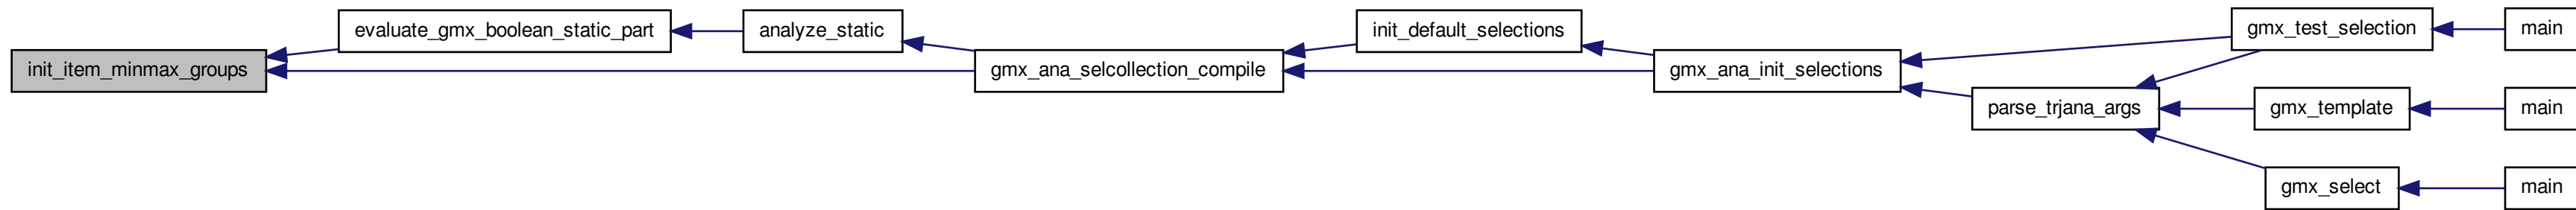 init_item_minmax_groups
evaluate_gmx_boolean_static_part
analyze_static
gmx_ana_selcollection_compile
init_default_selections
gmx_ana_init_selections
gmx_test_selection
main
parse_trjana_args
gmx_template
main
gmx_select
main